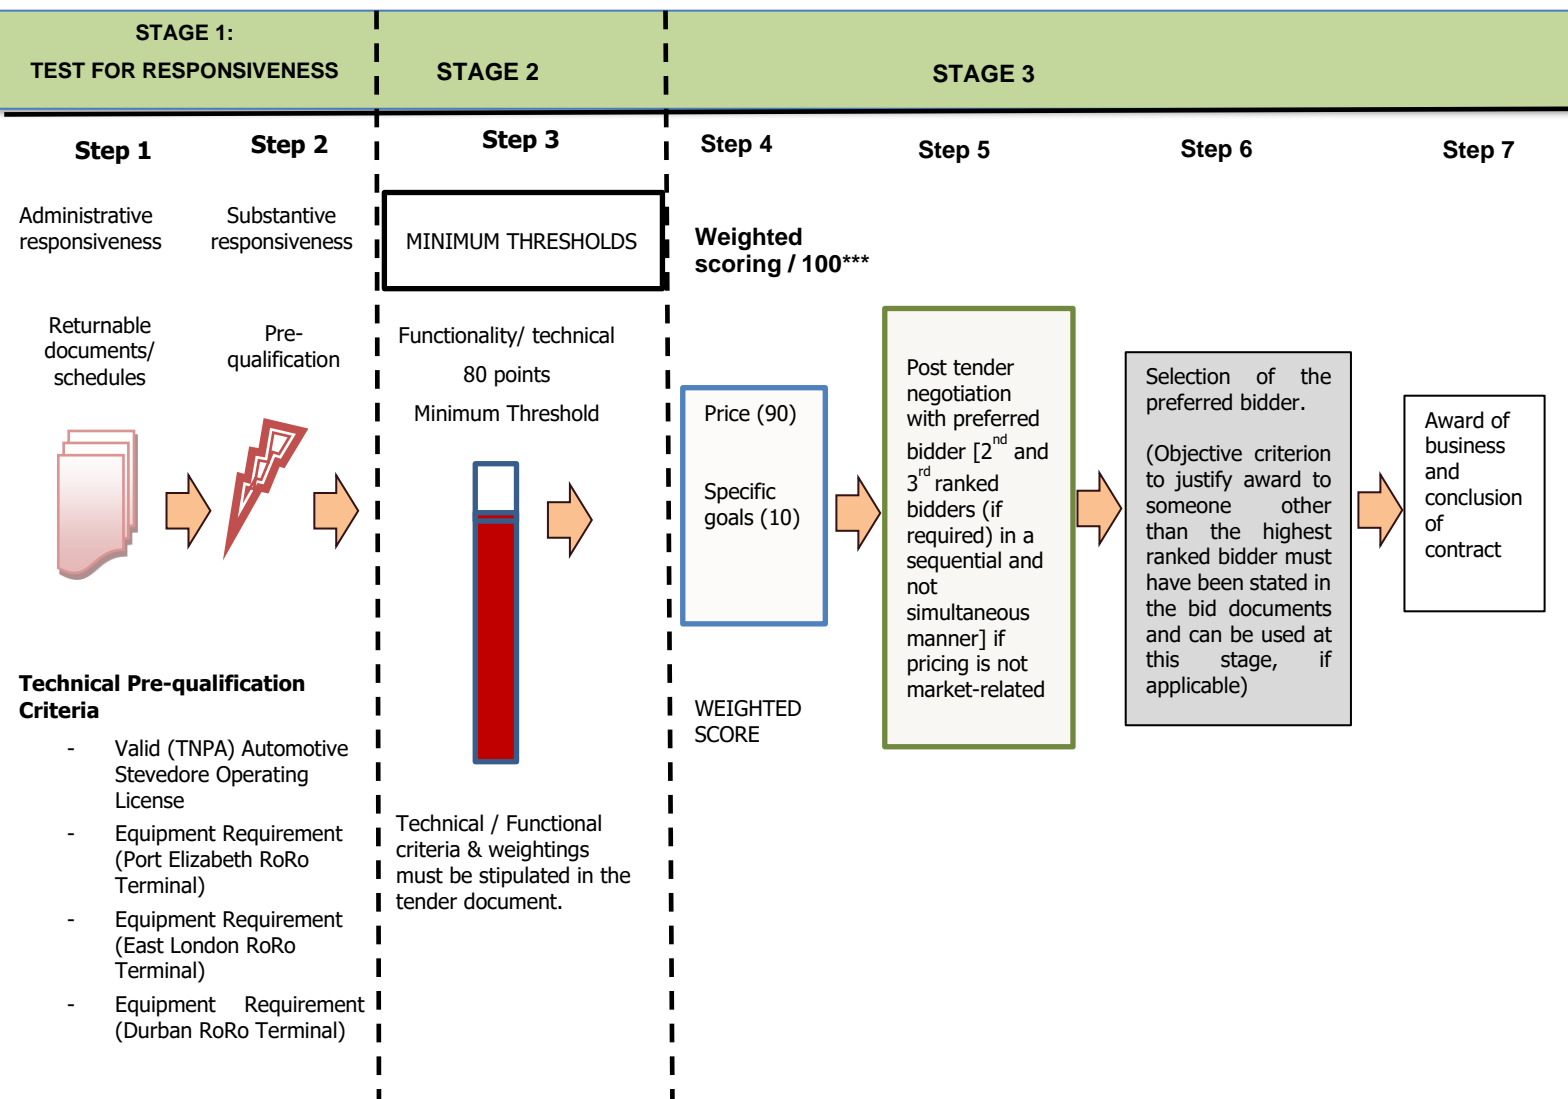 STAGE 1:
TEST FOR RESPONSIVENESS
STAGE 2
STAGE 3
Step 1
Step 2
Step 3
Step 4
Step 5
Step 6
Step 7
Administrative
responsiveness
Substantive
responsiveness
MINIMUM THRESHOLDS
Weighted
scoring / 100***
Returnable
documents/
schedules
Pre-
qualification
Functionality/ technical
80 points
Minimum Threshold
Price (90)
Specific
goals (10)
WEIGHTED
SCORE
Post tender
negotiation
with preferred
bidder [2nd and
3rd ranked
bidders (if
required) in a
sequential and
not
simultaneous
manner] if
pricing is not
market-related
Selection of the
preferred bidder.
(Objective criterion
to justify award to
someone other
than the highest
ranked bidder must
have been stated in
the bid documents
and can be used at
this stage, if
applicable)
Award of
business
and
conclusion
of
contract
Technical Pre-qualification
Criteria
- Valid (TNPA) Automotive
Stevedore Operating
License
- Equipment Requirement
(Port Elizabeth RoRo
Terminal)
- Equipment Requirement
(East London RoRo
Terminal)
- Equipment Requirement
(Durban RoRo Terminal)
Technical / Functional
criteria & weightings
must be stipulated in the
tender document.